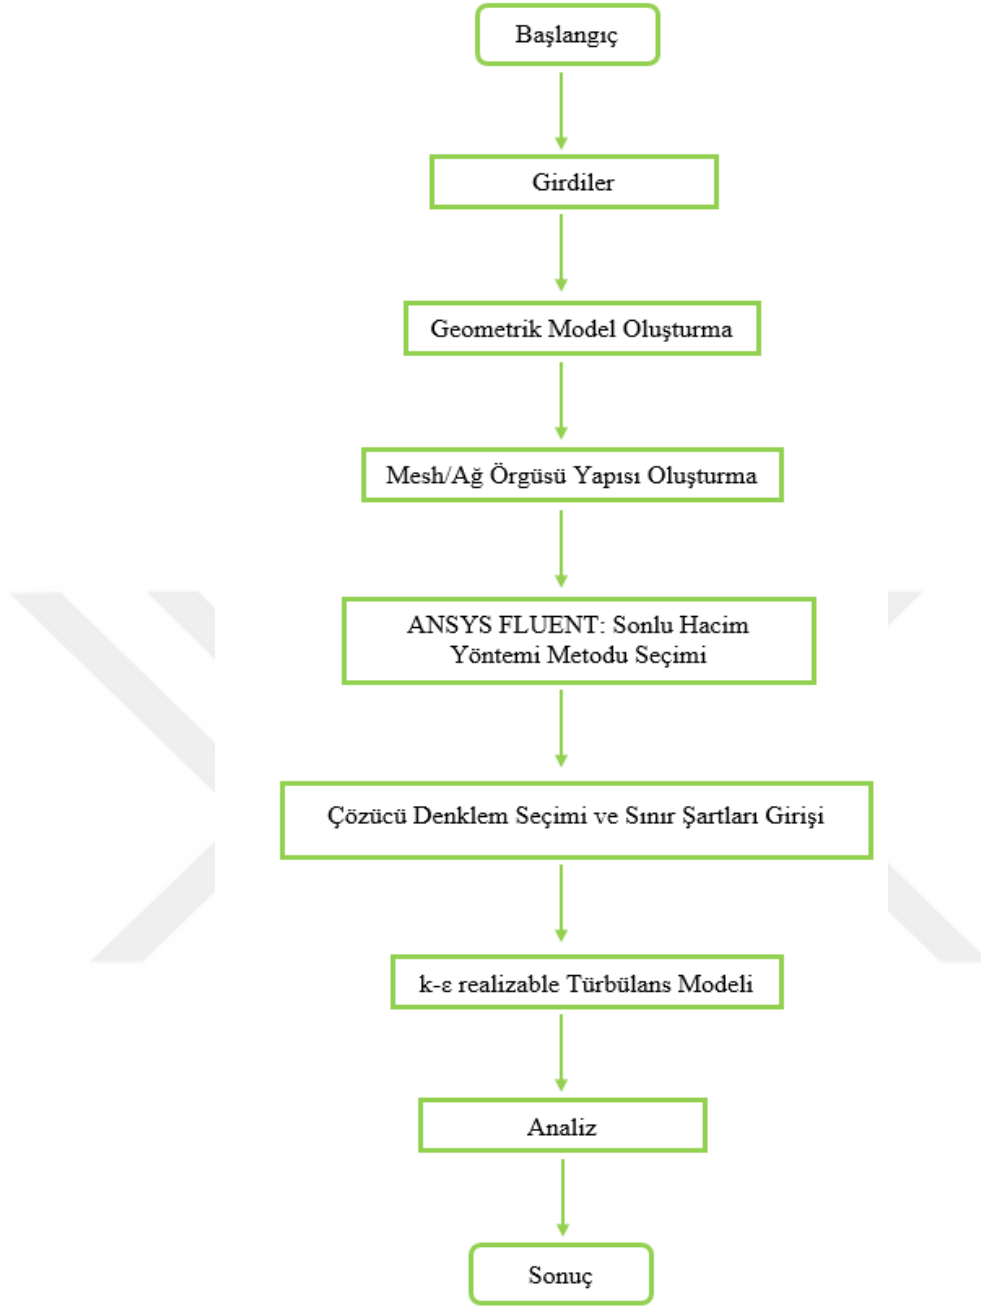 Başlangıç
Girdiler
Geometrik Model Oluşturma
Mesh/Ağ Örgüsü Yapısı Oluşturma
ANSYS FLUENT: Sonlu Hacim
Yöntemi Metodu Seçimi
Çözücü Denklem Seçimi ve Sınır Şartları Girişi
k-ε realizable Türbülans Modeli
Analiz
Sonuç